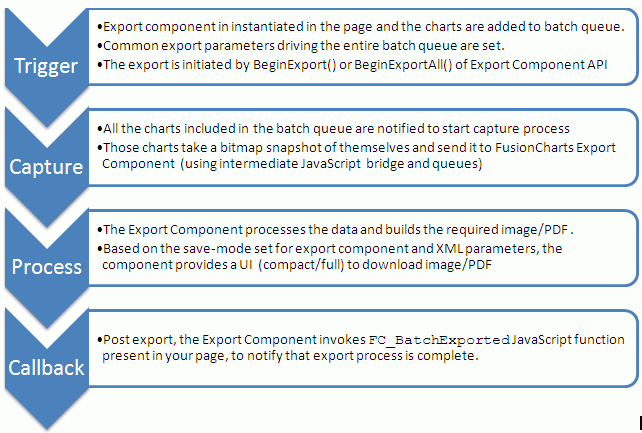 Trigger
•Export component in instantiated in the page and the charts are added to batch queue.
•Common export parameters driving the entire batch queue are set.
•The export is initiated by BeginExport() or BeginExportAll() of Export Component API
Capture
•All the charts included in the batch queue are notified to start capture process
•Those charts take a bitmap snapshot of themselves and send it to FusionCharts Export
Component (using intermediate JavaScript bridge and queues)
Process
•The Export Component processes the data and builds the required image/PDF .
•Based on the save-mode set for export component and XML parameters, the
component provides a UI (compact/full) to download image/PDF
Callback
•Post export, the Export Component invokes FC_BatchExported JavaScript function
present in your page, to notify that export process is complete.